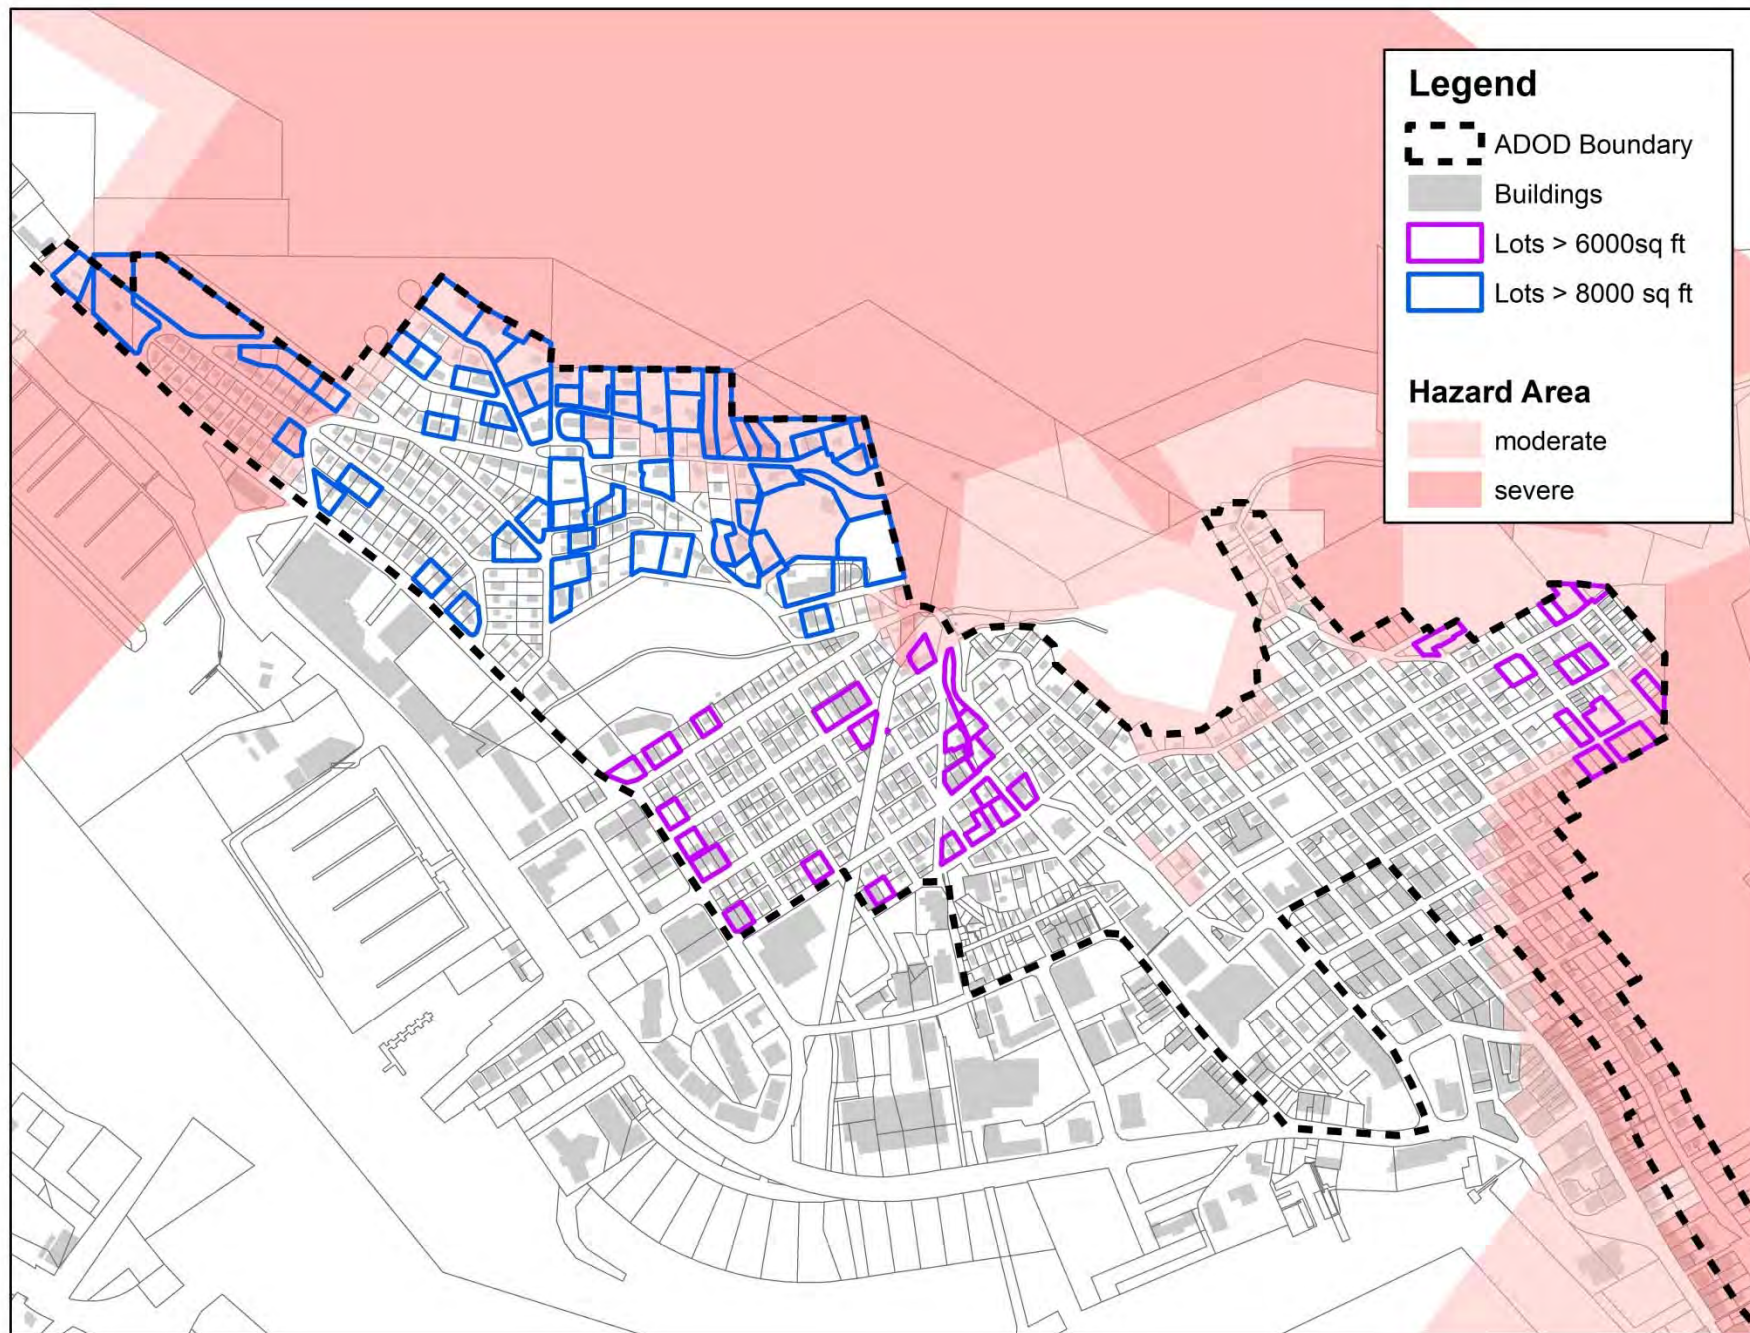 Legend
ADOD Boundary
Buildings
Lots > 6000sq ft
Lots > 8000 sq ft
Hazard Area
moderate
severe